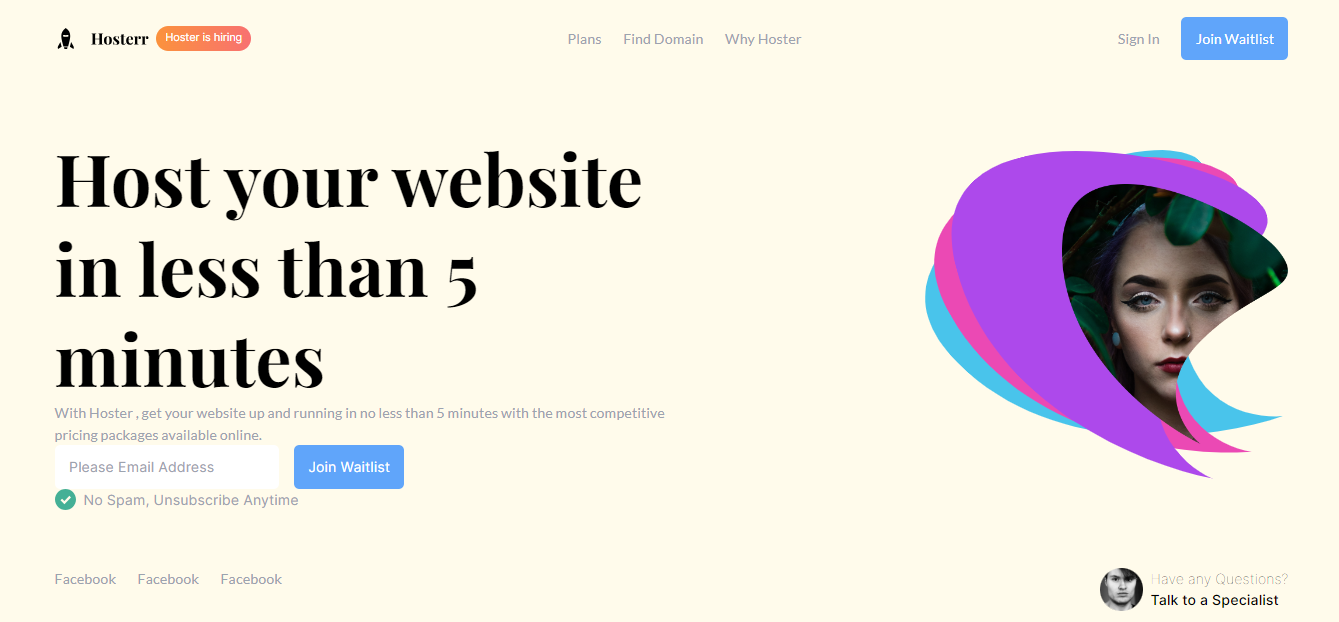 Hosterr Hoster is hiring Plans Find Domain Why Hoster Sign In Join Waitlist
Host your website
in less than 5
minutes
With Hoster , get your website up and running in no less than 5 minutes with the most competitive
pricing packages available online.
Please Email Address Join Waitlist
No Spam, Unsubscribe Anytime
Facebook Facebook Facebook
Have any Questions?
Talk to a Specialist